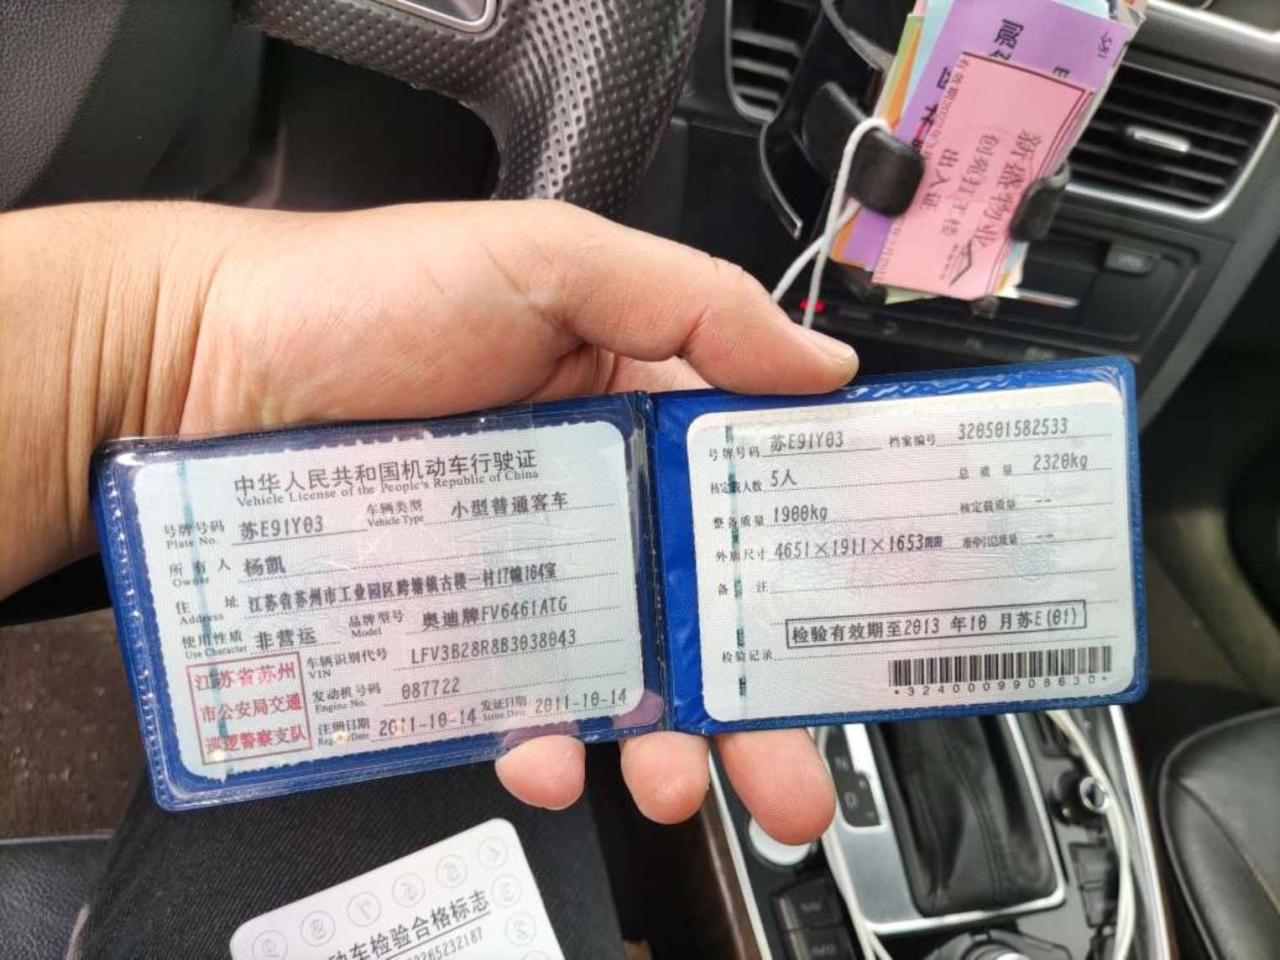 中华人民共和国机动车行驶证
Vehicle License of the People's Republic of China
号牌号码 苏E91Y03 车辆类型 小型普通客车
Plate No. Vehicle Type
所有人 杨凯
Owner
住址 江苏省苏州市工业园区跨塘镇古楼一村17幢104室
Address
使用性质 非营运 品牌型号 奥迪牌FV6461ATG
Use Character Model
车辆识别代号 LFV3B28R8B3038043
VIN
发动机号码 087722
Engine No.
注册日期 2011-10-14 发证日期 2011-10-14
Register Date Issue Date
江苏省苏州
市公安局交通
巡逻警察支队
号牌号码 苏E91Y03 档案编号 320501582533
核定载人数 5人 总质量 2320kg
整备质量 1900kg 核定载质量 --
外廓尺寸 4651×1911×1653mm 准牵引总质量 --
备注
检验有效期至2013 年10 月苏E(01)
检验记录
*3240009908630*
新盛物业
创苑打工楼
出入证
动车检验合格标志